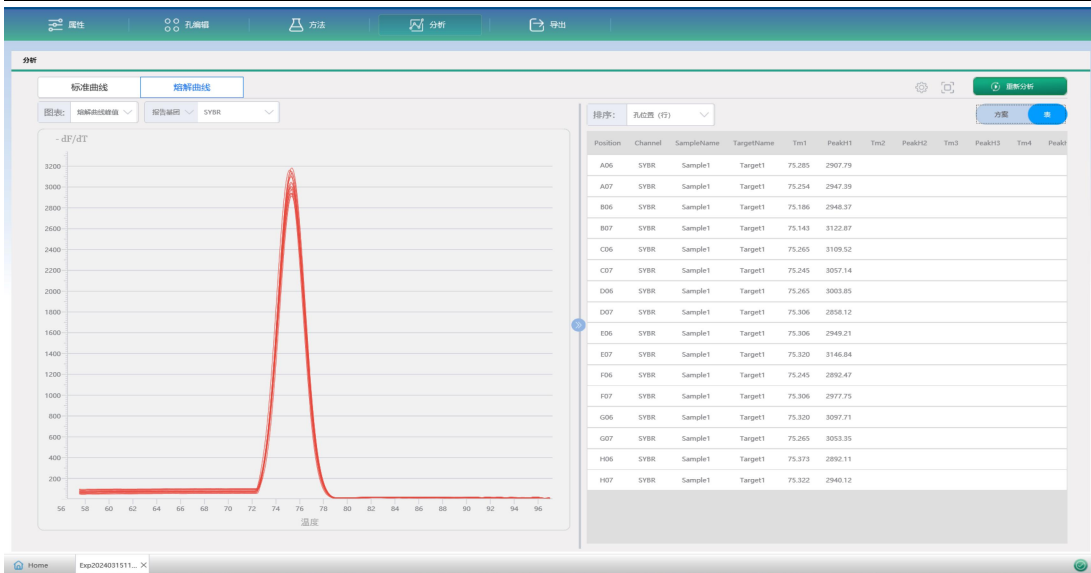 属性 孔编辑 方法 分析 导出
分析
标准曲线 熔解曲线 重新分析
图表: 熔解曲线峰值 报告基团 SYBR 排序: 孔位置 (行) 方案 表
- dF/dT
3200
3000
2800
2600
2400
2200
2000
1800
1600
1400
1200
1000
800
600
400
200
56 58 60 62 64 66 68 70 72 74 76 78 80 82 84 86 88 90 92 94 96
温度
Position Channel SampleName TargetName Tm1 PeakH1 Tm2 PeakH2 Tm3 PeakH3 Tm4 PeakH
A06 SYBR Sample1 Target1 75.285 2907.79
A07 SYBR Sample1 Target1 75.254 2947.39
B06 SYBR Sample1 Target1 75.186 2948.37
B07 SYBR Sample1 Target1 75.143 3122.87
C06 SYBR Sample1 Target1 75.265 3109.52
C07 SYBR Sample1 Target1 75.245 3057.14
D06 SYBR Sample1 Target1 75.265 3003.85
D07 SYBR Sample1 Target1 75.306 2858.12
E06 SYBR Sample1 Target1 75.306 2949.21
E07 SYBR Sample1 Target1 75.320 3146.84
F06 SYBR Sample1 Target1 75.245 2892.47
F07 SYBR Sample1 Target1 75.306 2977.75
G06 SYBR Sample1 Target1 75.320 3097.71
G07 SYBR Sample1 Target1 75.265 3053.35
H06 SYBR Sample1 Target1 75.373 2892.11
H07 SYBR Sample1 Target1 75.322 2940.12
Home Exp2024031511...